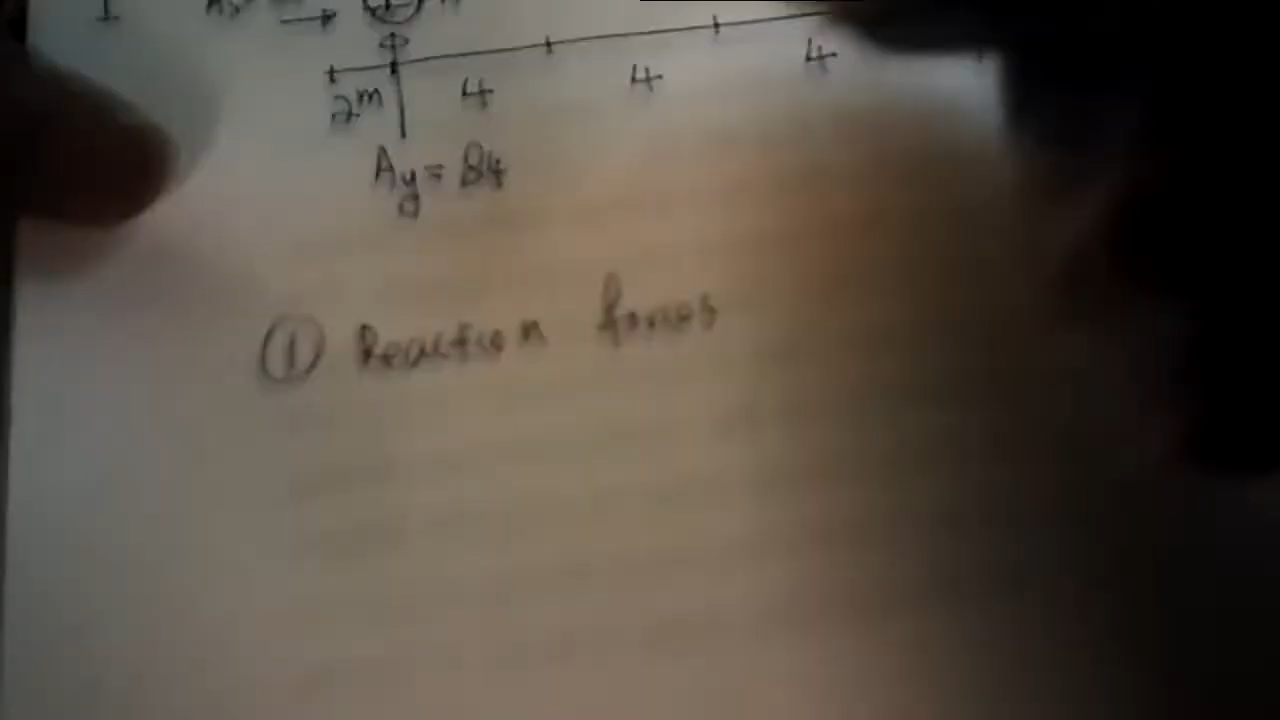 2m 4 4 4
Ay = 84
① Reaction forces